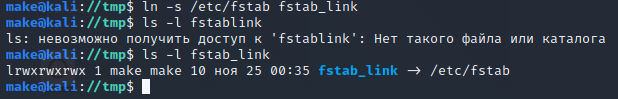 make@kali://tmp$ ln -s /etc/fstab fstab_link
make@kali://tmp$ ls -l fstablink
ls: невозможно получить доступ к 'fstablink': Нет такого файла или каталога
make@kali://tmp$ ls -l fstab_link
lrwxrwxrwx 1 make make 10 ноя 25 00:35 fstab_link -> /etc/fstab
make@kali://tmp$